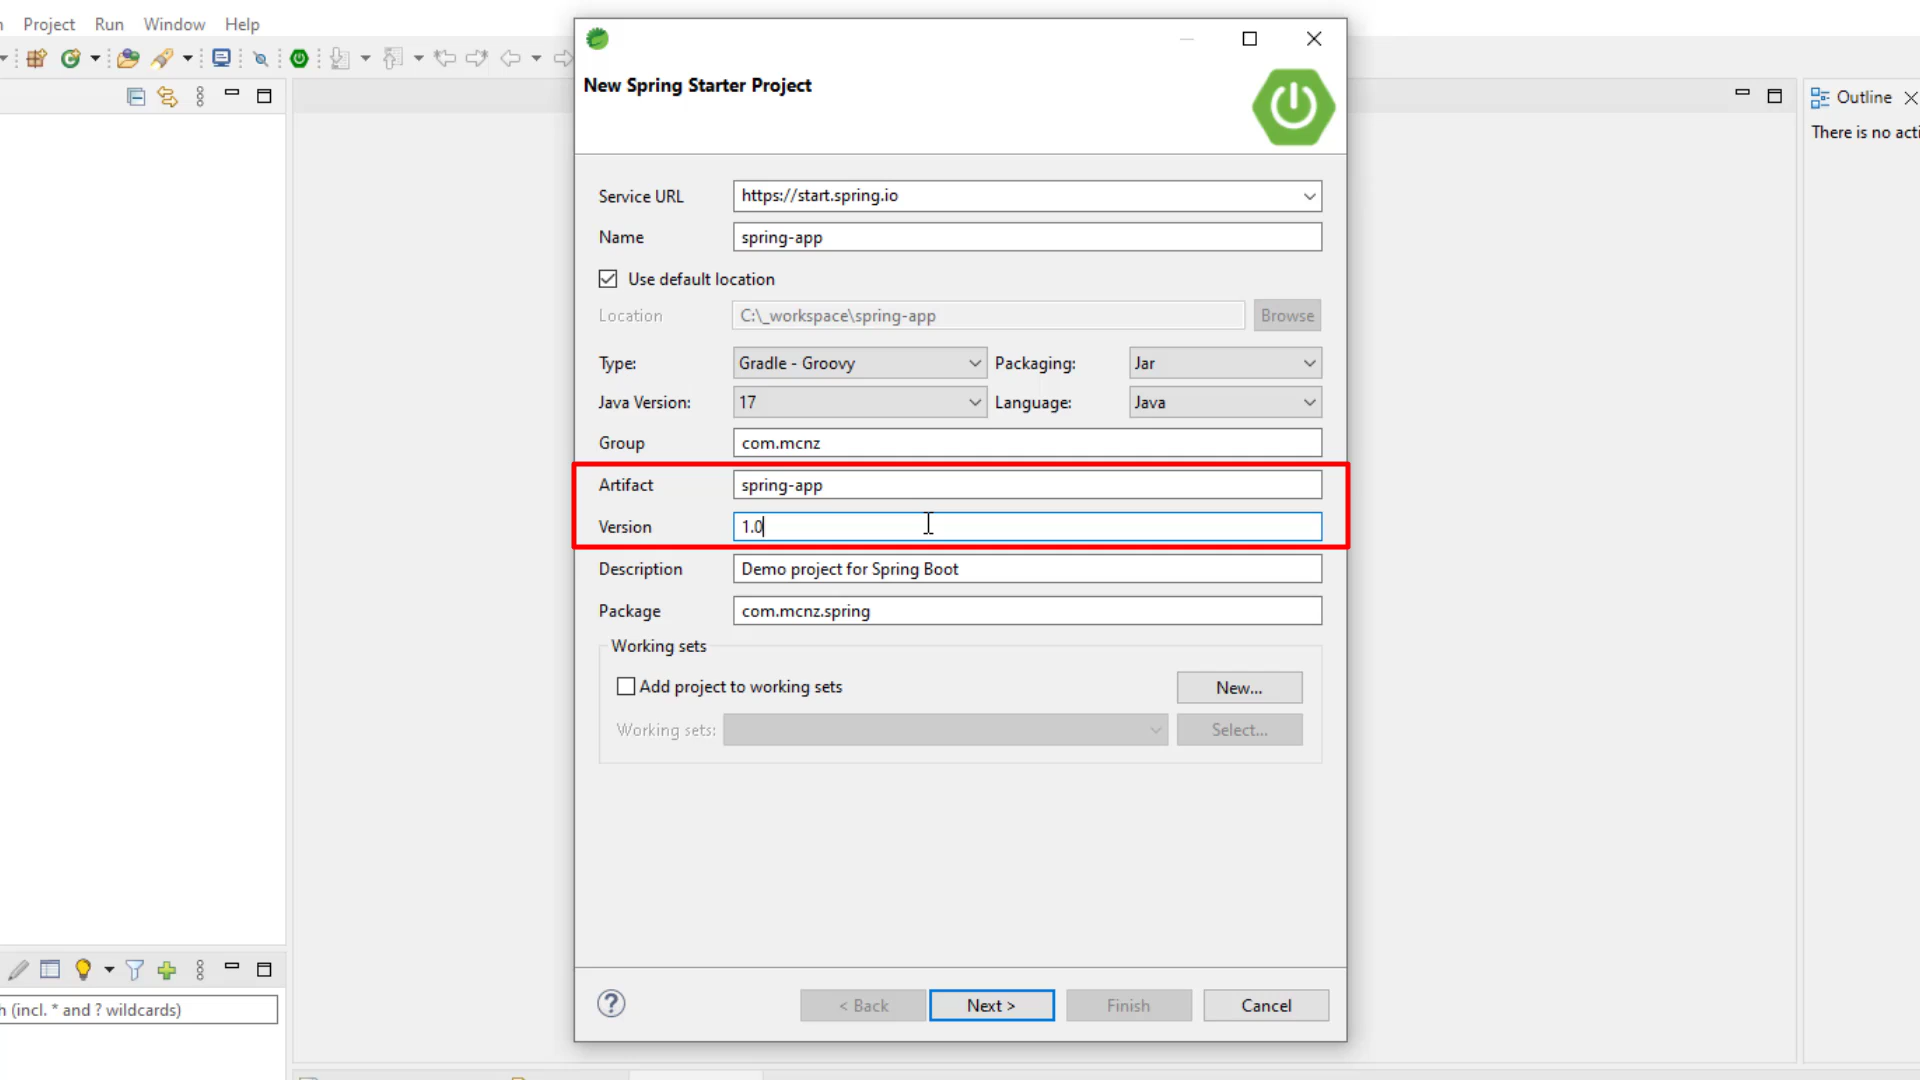 Project Run Window Help
New Spring Starter Project
Outline
There is no acti
Service URL https://start.spring.io
Name spring-app
Use default location
Location C:\_workspace\spring-app Browse
Type: Gradle - Groovy Packaging: Jar
Java Version: 17 Language: Java
Group com.mcnz
Artifact spring-app
Version 1.0
Description Demo project for Spring Boot
Package com.mcnz.spring
Working sets
Add project to working sets New...
Working sets: Select...
h (incl. * and ? wildcards)
< Back Next > Finish Cancel